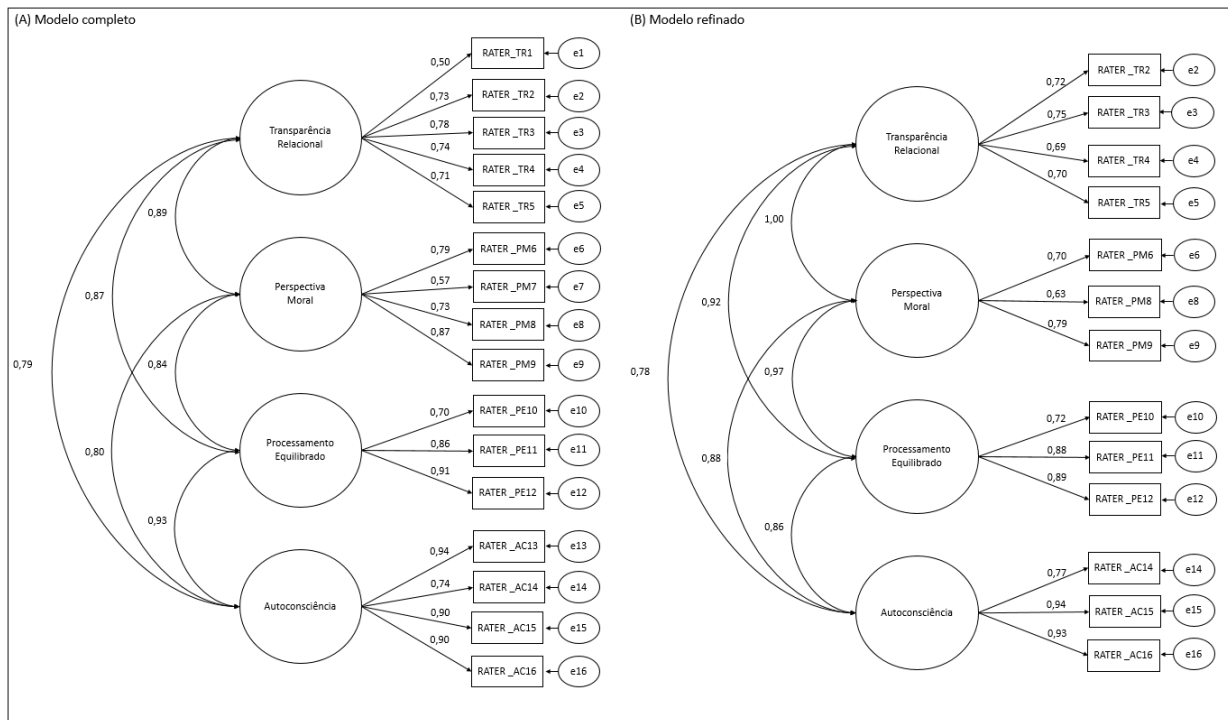 (A) Modelo completo
0,50
RATER_TR1
e1
0,73
RATER _TR2
e2
0,78
RATER _TR3
e3
0,74
RATER _TR4
e4
0,71
RATER _TR5
e5
Transparência
Relacional
0,89
0,79
RATER _PM6
e6
0,57
RATER _PM7
e7
0,73
RATER _PM8
e8
0,87
RATER _PM9
e9
Perspectiva
Moral
0,87
0,84
0,79
0,70
RATER _PE10
e10
0,86
RATER _PE11
e11
0,91
RATER _PE12
e12
Processamento
Equilibrado
0,80
0,93
0,94
RATER _AC13
e13
0,74
RATER _AC14
e14
0,90
RATER _AC15
e15
0,90
RATER _AC16
e16
Autoconsciência
(B) Modelo refinado
0,72
RATER _TR2
e2
0,75
RATER _TR3
e3
0,69
RATER _TR4
e4
0,70
RATER _TR5
e5
Transparência
Relacional
1,00
0,70
RATER _PM6
e6
0,63
RATER _PM8
e8
0,79
RATER _PM9
e9
Perspectiva
Moral
0,92
0,97
0,78
0,72
RATER _PE10
e10
0,88
RATER _PE11
e11
0,89
RATER _PE12
e12
Processamento
Equilibrado
0,88
0,86
0,77
RATER _AC14
e14
0,94
RATER _AC15
e15
0,93
RATER _AC16
e16
Autoconsciência